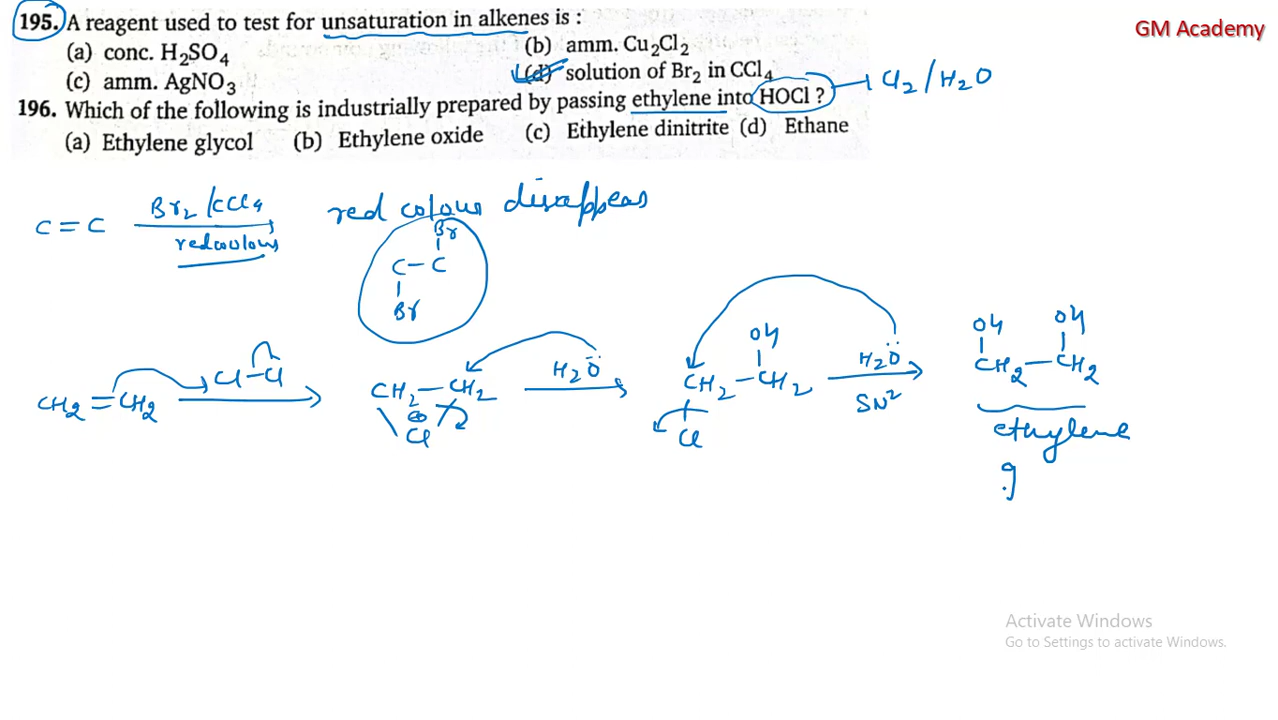 195. A reagent used to test for unsaturation in alkenes is :
GM Academy
(a) conc. H₂SO₄ (b) amm. Cu₂Cl₂
(c) amm. AgNO₃ (d) solution of Br₂ in CCl₄
Cl₂/H₂O
196. Which of the following is industrially prepared by passing ethylene into HOCl ?
(a) Ethylene glycol (b) Ethylene oxide (c) Ethylene dinitrite (d) Ethane
C=C Br₂/CCl₄ red colour disappears
red colour
Br
C-C
Br
OH OH OH
CH₂=CH₂ Cl-Cl CH₂-CH₂ H₂Ö CH₂-CH₂ H₂Ö CH₂-CH₂
⊕ Cl Cl SN²
ethylene
g
Activate Windows
Go to Settings to activate Windows.